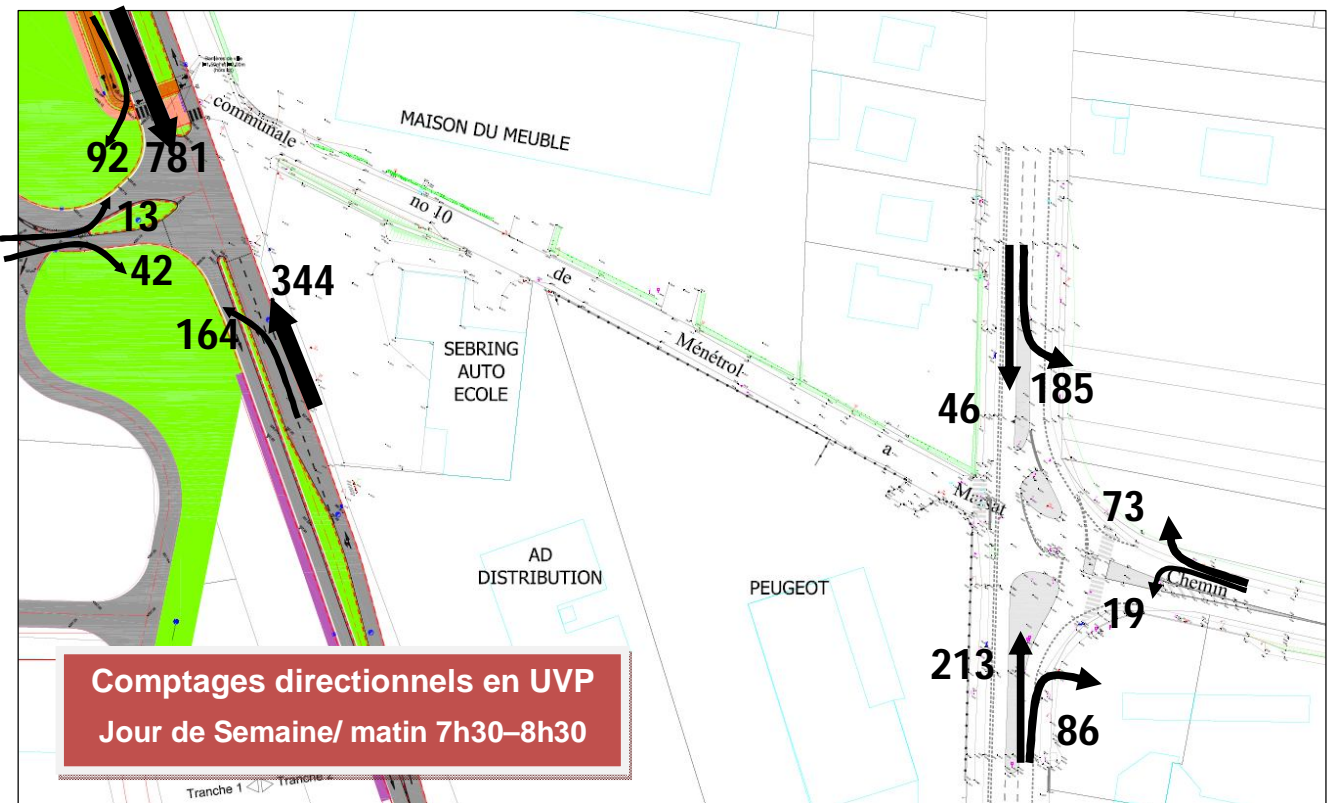 communale
MAISON DU MEUBLE
92
781
13
no 10
42
344
de
164
SEBRING
AUTO
ECOLE
Ménétrol
46
185
a
73
AD
DISTRIBUTION
PEUGEOT
Chemin
19
213
86
Comptages directionnels en UVP
Jour de Semaine/ matin 7h30–8h30
Tranche 1
Tranche 2